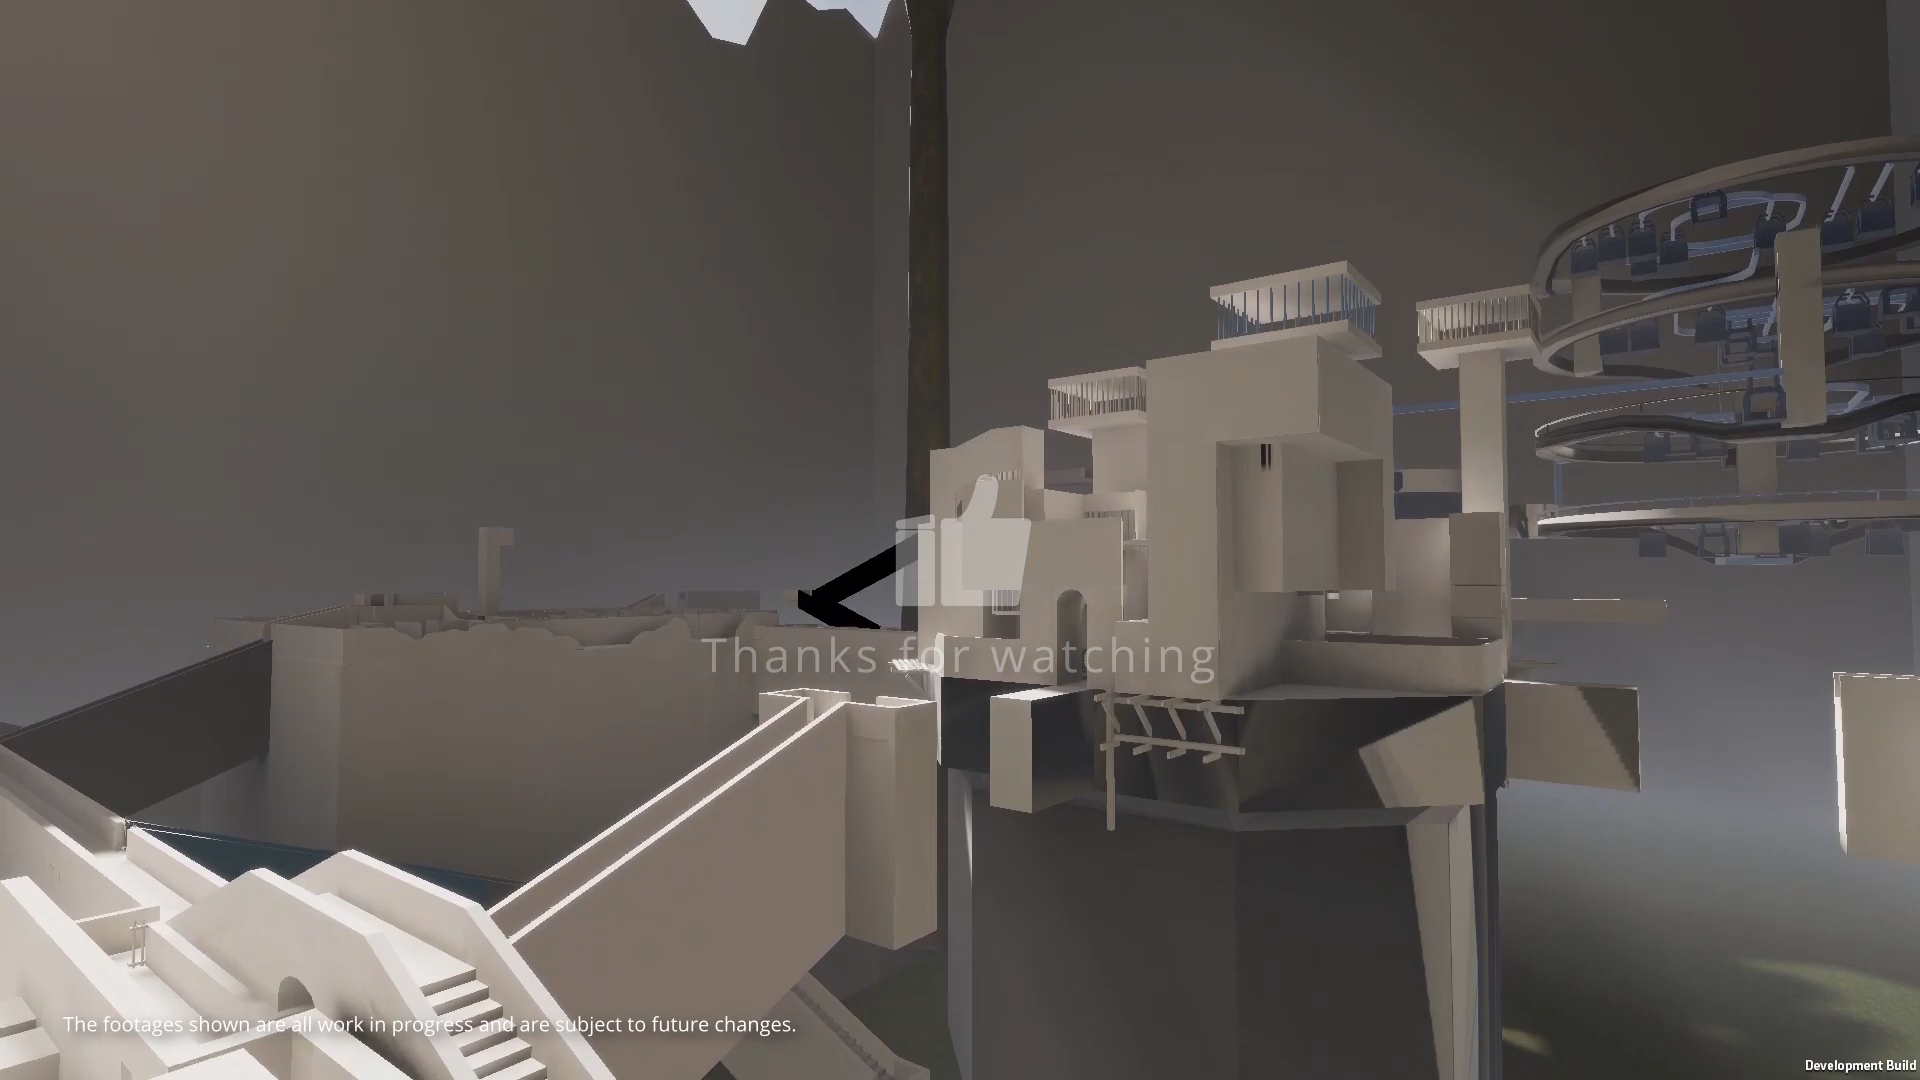 Thanks for watching
The footages shown are all work in progress and are subject to future changes.
Development Build